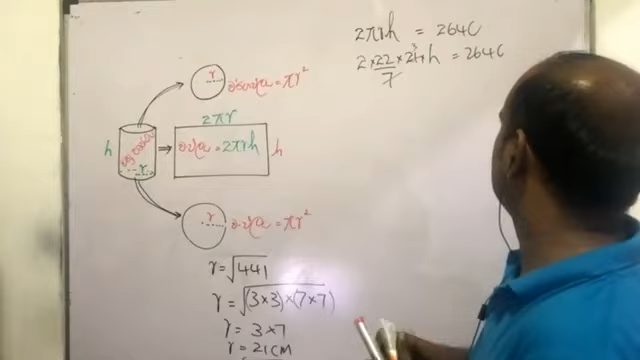 2πrh = 2640
2 × 22/7 × 21 × h = 2640
r
= πr²
2πr
h
r
= 2πrh
h
r
= πr²
r = √441
r = √(3×3)×(7×7)
r = 3×7
r = 21CM